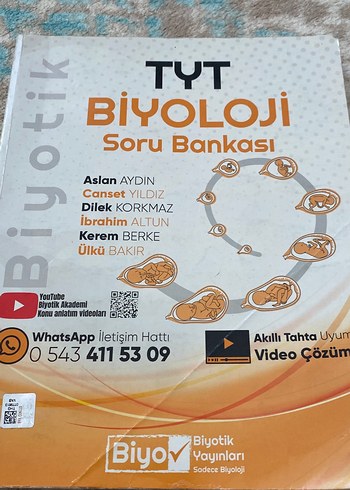 Biyotik
TYT
BİYOLOJİ
Soru Bankası
Aslan AYDIN
Canset YILDIZ
Dilek KORKMAZ
İbrahim ALTUN
Kerem BERKE
Ülkü BAKIR
YouTube
Biyotik Akademi
Konu anlatım videoları
WhatsApp İletişim Hattı
0 543 411 53 09
Akıllı Tahta Uyum
Video Çözüm
Biyo
Biyotik
Yayınları
Sadece Biyoloji